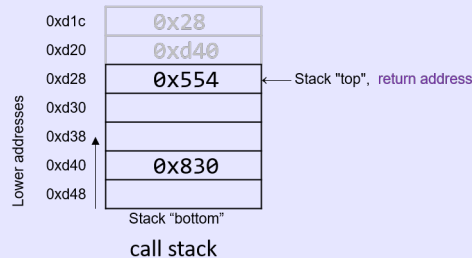 0xd1c 0x28
0xd20 0xd40
0xd28 0x554 Stack "top", return address
0xd30
0xd38
0xd40 0x830
0xd48
Lower addresses
Stack “bottom”
call stack